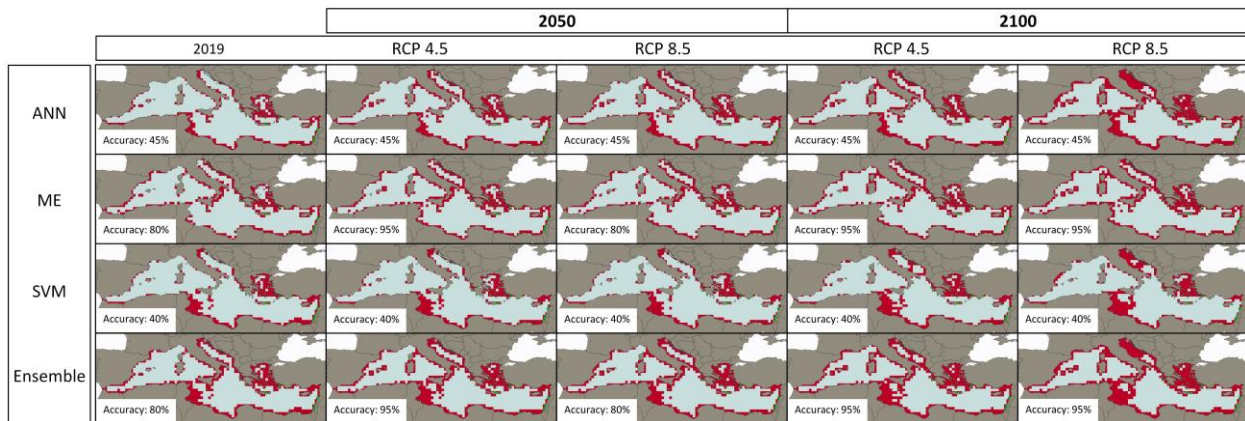 2050 2100
2019 RCP 4.5 RCP 8.5 RCP 4.5 RCP 8.5
ANN
Accuracy: 45% Accuracy: 45% Accuracy: 45% Accuracy: 45% Accuracy: 45%
ME
Accuracy: 80% Accuracy: 95% Accuracy: 80% Accuracy: 95% Accuracy: 95%
SVM
Accuracy: 40% Accuracy: 40% Accuracy: 40% Accuracy: 40% Accuracy: 40%
Ensemble
Accuracy: 80% Accuracy: 95% Accuracy: 80% Accuracy: 95% Accuracy: 95%